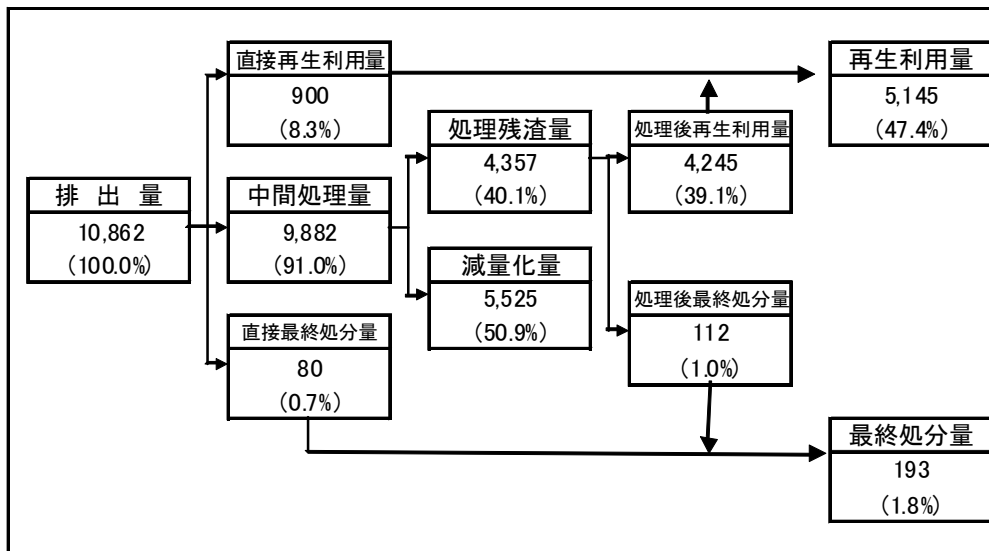 直接再生利用量
900
(8.3%)
再生利用量
5,145
(47.4%)
処理残渣量
4,357
(40.1%)
処理後再生利用量
4,245
(39.1%)
排 出 量
10,862
(100.0%)
中間処理量
9,882
(91.0%)
減量化量
5,525
(50.9%)
処理後最終処分量
112
(1.0%)
直接最終処分量
80
(0.7%)
最終処分量
193
(1.8%)